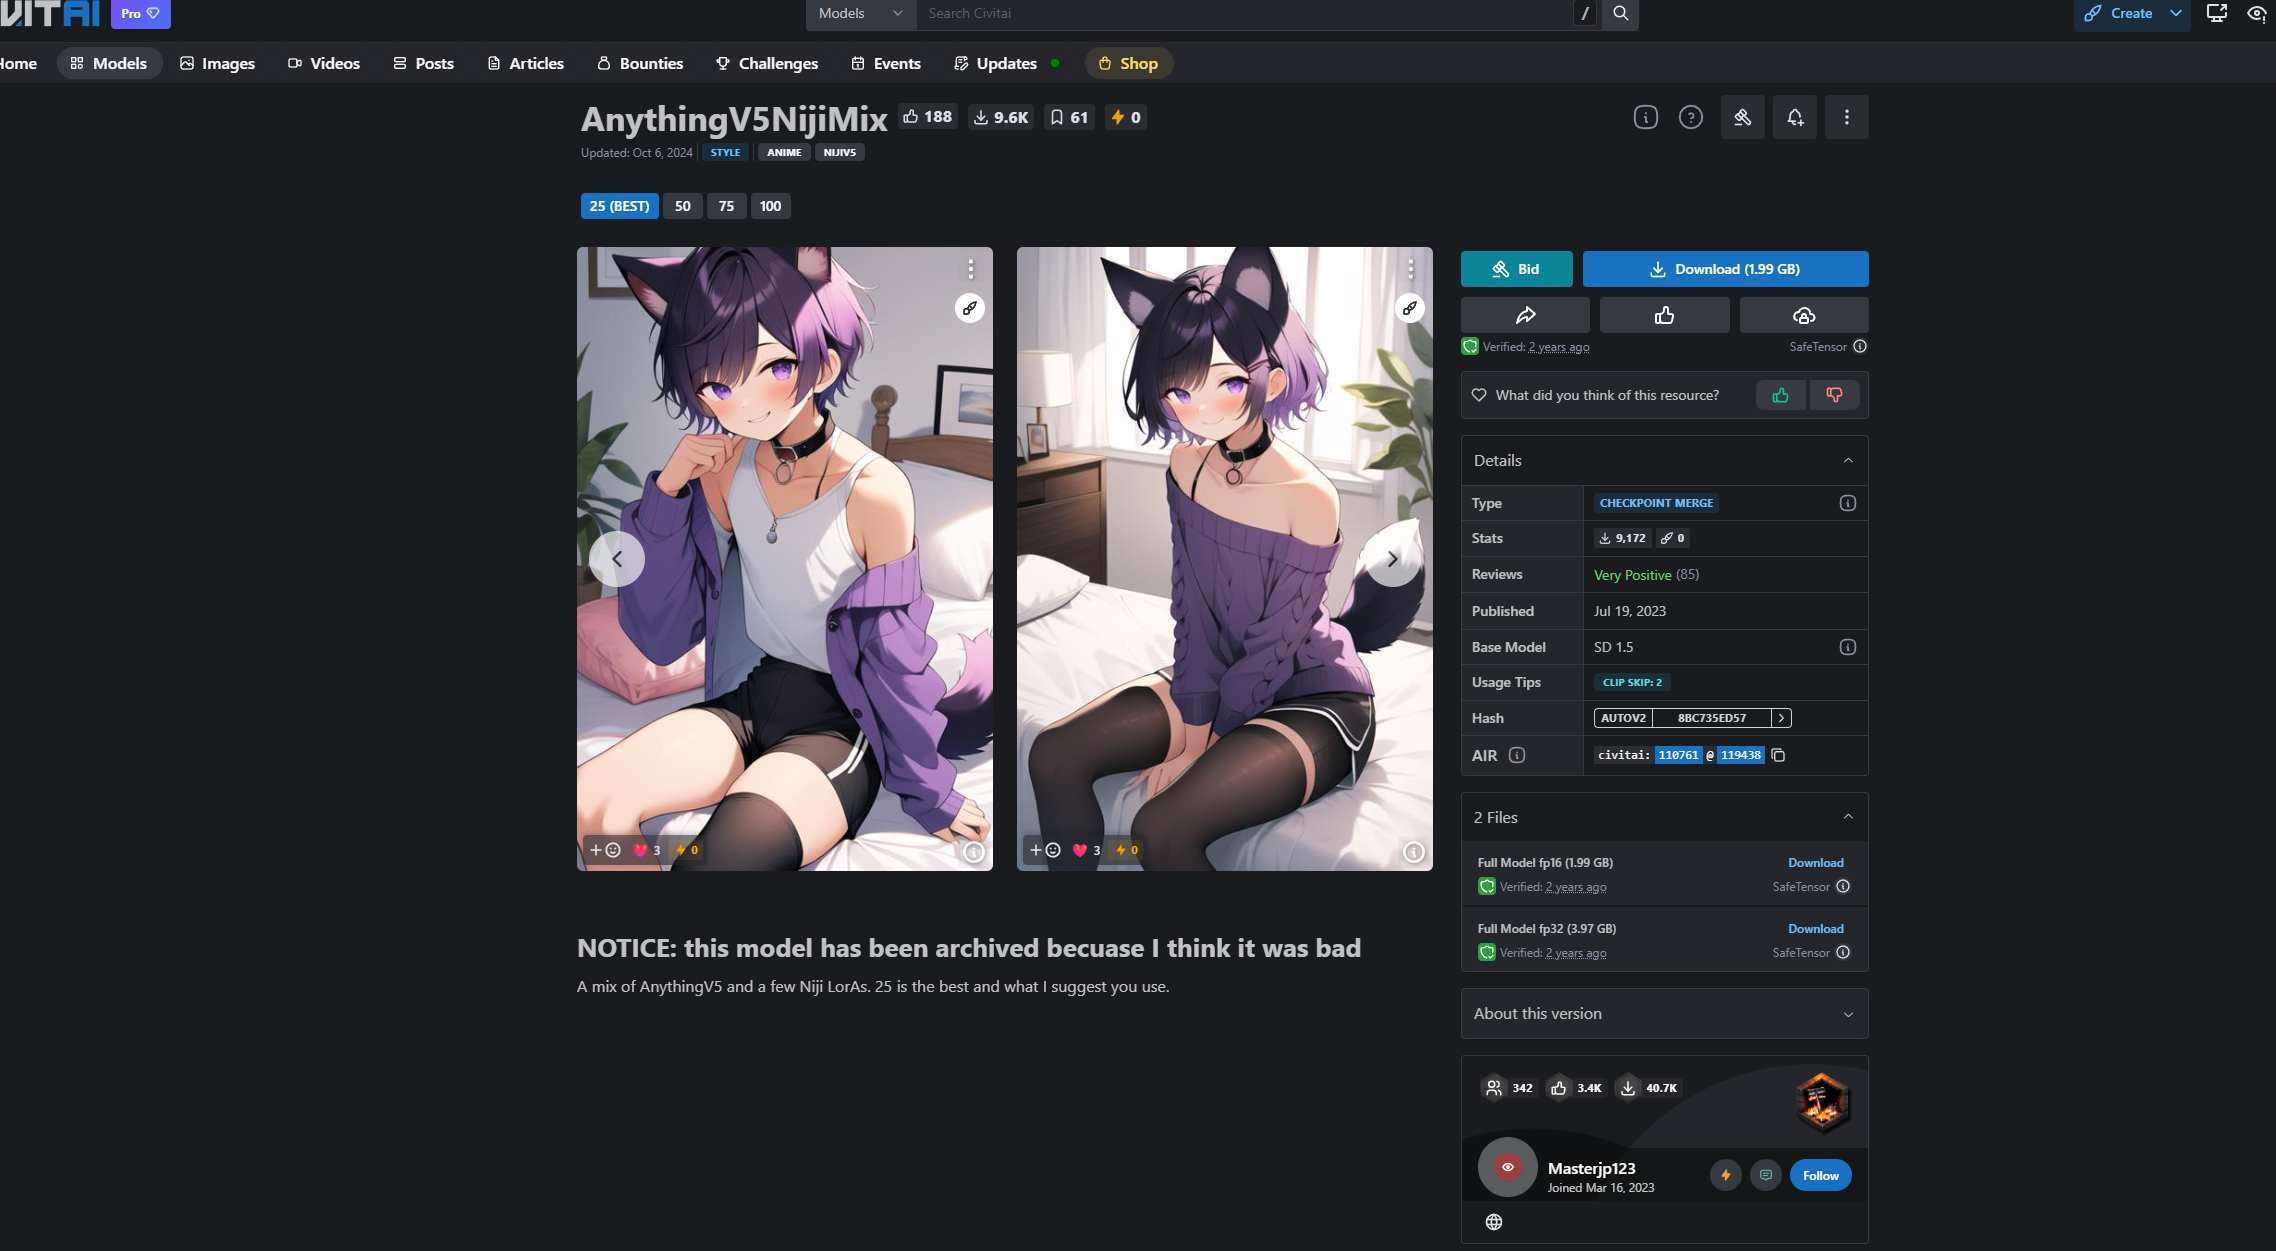 VITAI Pro
Models Search Civitai / Create
Home Models Images Videos Posts Articles Bounties Challenges Events Updates Shop
AnythingV5NijiMix 188 9.6K 61 0
Updated: Oct 6, 2024 STYLE ANIME NIJIV5
25 (BEST) 50 75 100
Bid Download (1.99 GB)
Verified: 2 years ago SafeTensor
What did you think of this resource?
Details
Type CHECKPOINT MERGE
Stats 9,172 0
Reviews Very Positive (85)
Published Jul 19, 2023
Base Model SD 1.5
Usage Tips CLIP SKIP: 2
Hash AUTOV2 8BC735ED57
AIR civitai: 110761 @ 119438
3 0
3 0
2 Files
Full Model fp16 (1.99 GB) Download
Verified: 2 years ago SafeTensor
Full Model fp32 (3.97 GB) Download
Verified: 2 years ago SafeTensor
NOTICE: this model has been archived becuase I think it was bad
A mix of AnythingV5 and a few Niji LorAs. 25 is the best and what I suggest you use.
About this version
342 3.4K 40.7K
Masterjp123
Joined Mar 16, 2023
Follow